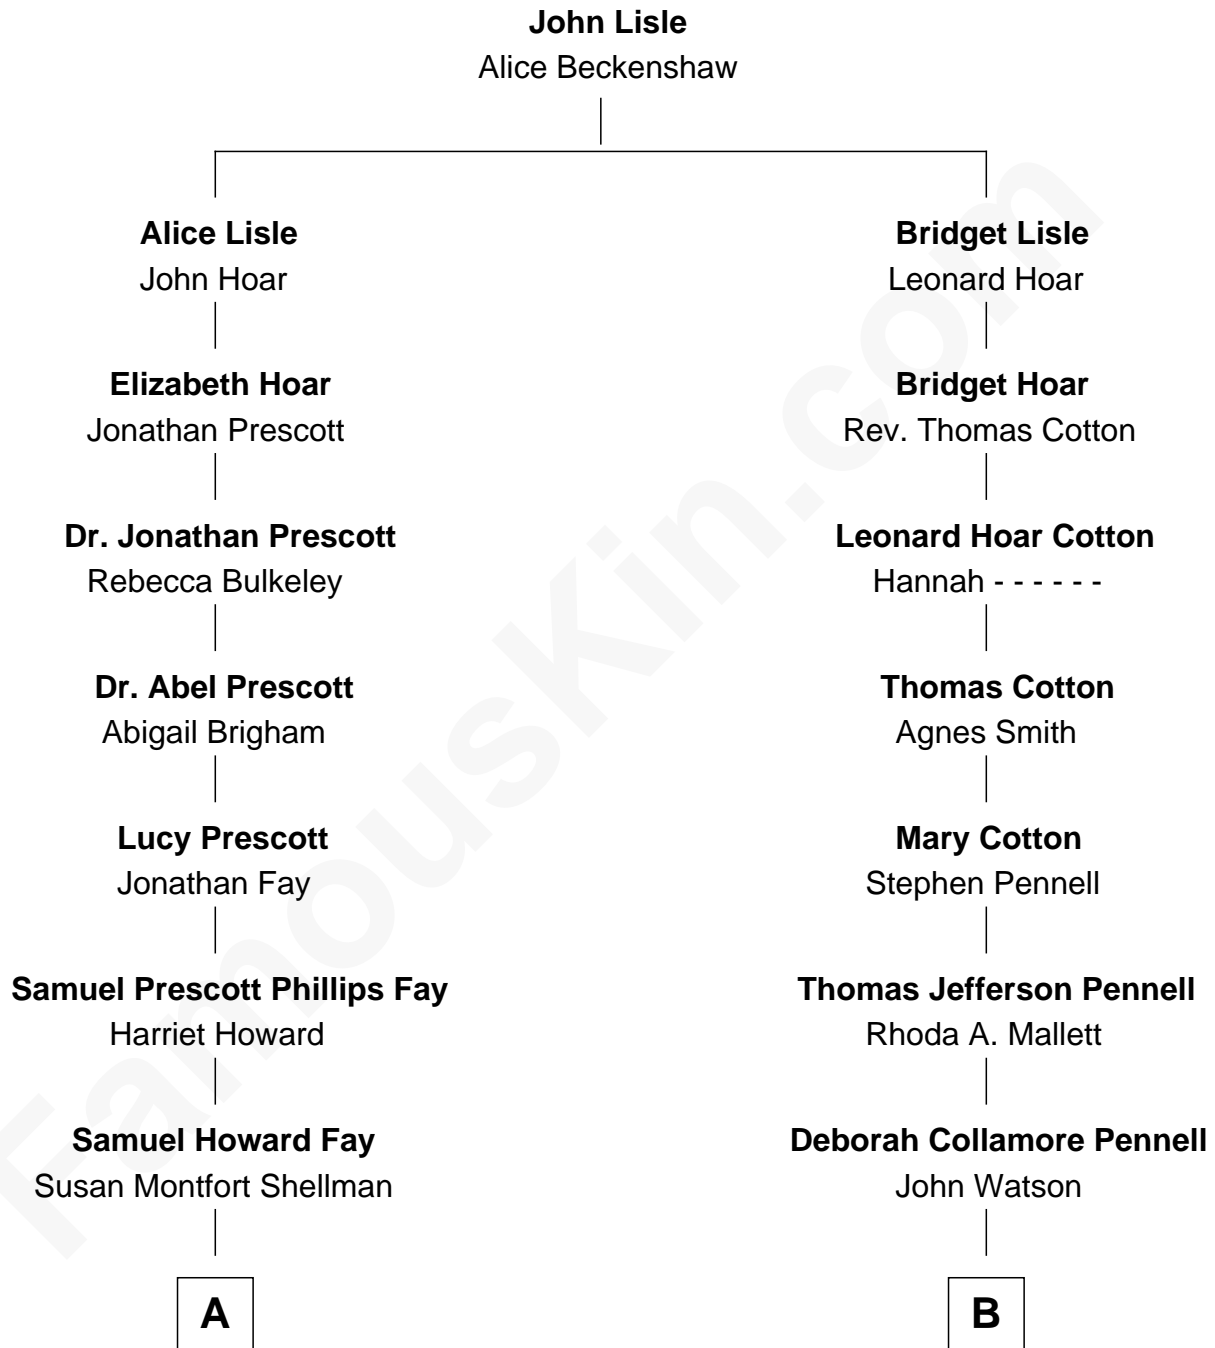 John Lisle
Alice Beckenshaw
Alice Lisle
John Hoar
Bridget Lisle
Leonard Hoar
Elizabeth Hoar
Jonathan Prescott
Bridget Hoar
Rev. Thomas Cotton
Dr. Jonathan Prescott
Rebecca Bulkeley
Leonard Hoar Cotton
Hannah - - - - - -
Dr. Abel Prescott
Abigail Brigham
Thomas Cotton
Agnes Smith
Lucy Prescott
Jonathan Fay
Mary Cotton
Stephen Pennell
Samuel Prescott Phillips Fay
Harriet Howard
Thomas Jefferson Pennell
Rhoda A. Mallett
Samuel Howard Fay
Susan Montfort Shellman
Deborah Collamore Pennell
John Watson
A
B
FamousKin.com